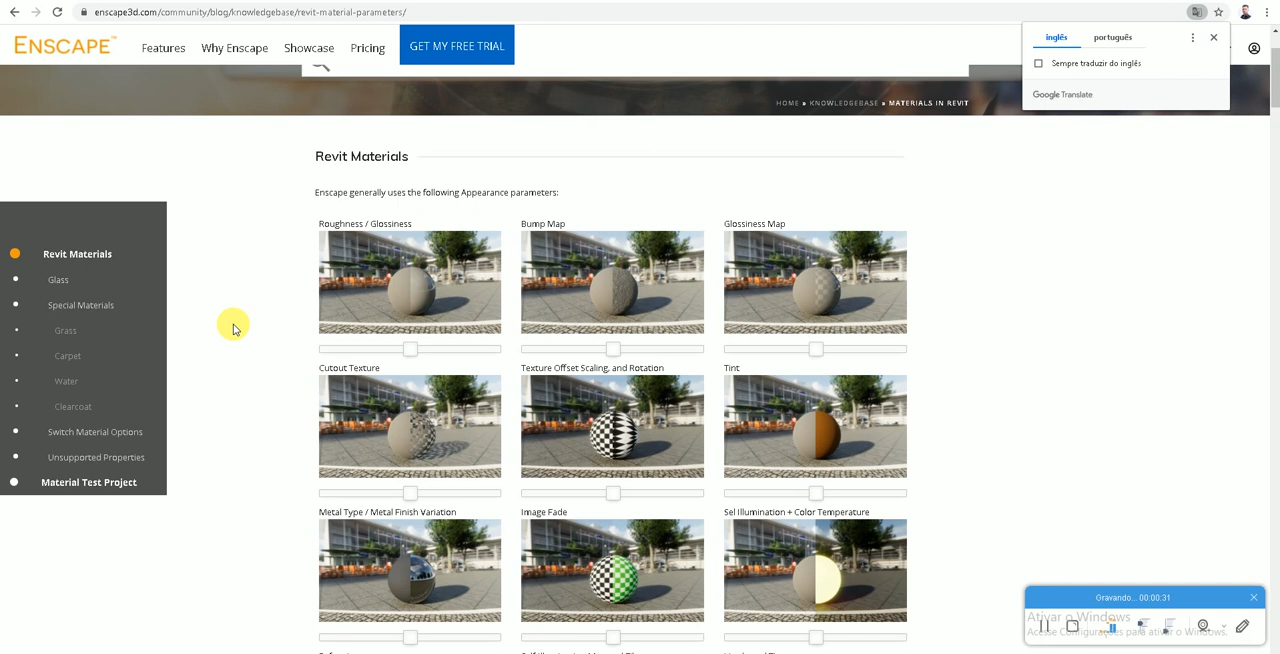 enscape3d.com/community/blog/knowledgebase/revit-material-parameters/
ENSCAPE™
Features
Why Enscape
Showcase
Pricing
GET MY FREE TRIAL
inglês
português
Sempre traduzir do inglês
Google Translate
HOME » KNOWLEDGEBASE » MATERIALS IN REVIT
Revit Materials
Enscape generally uses the following Appearance parameters:
Revit Materials
Glass
Special Materials
Grass
Carpet
Water
Clearcoat
Switch Material Options
Unsupported Properties
Material Test Project
Roughness / Glossiness
Bump Map
Glossiness Map
Cutout Texture
Texture Offset Scaling, and Rotation
Tint
Metal Type / Metal Finish Variation
Image Fade
Sel Illumination + Color Temperature
Gravando... 00:00:31
Ativar o Windows
Acesse Configurações para ativar o Windows.